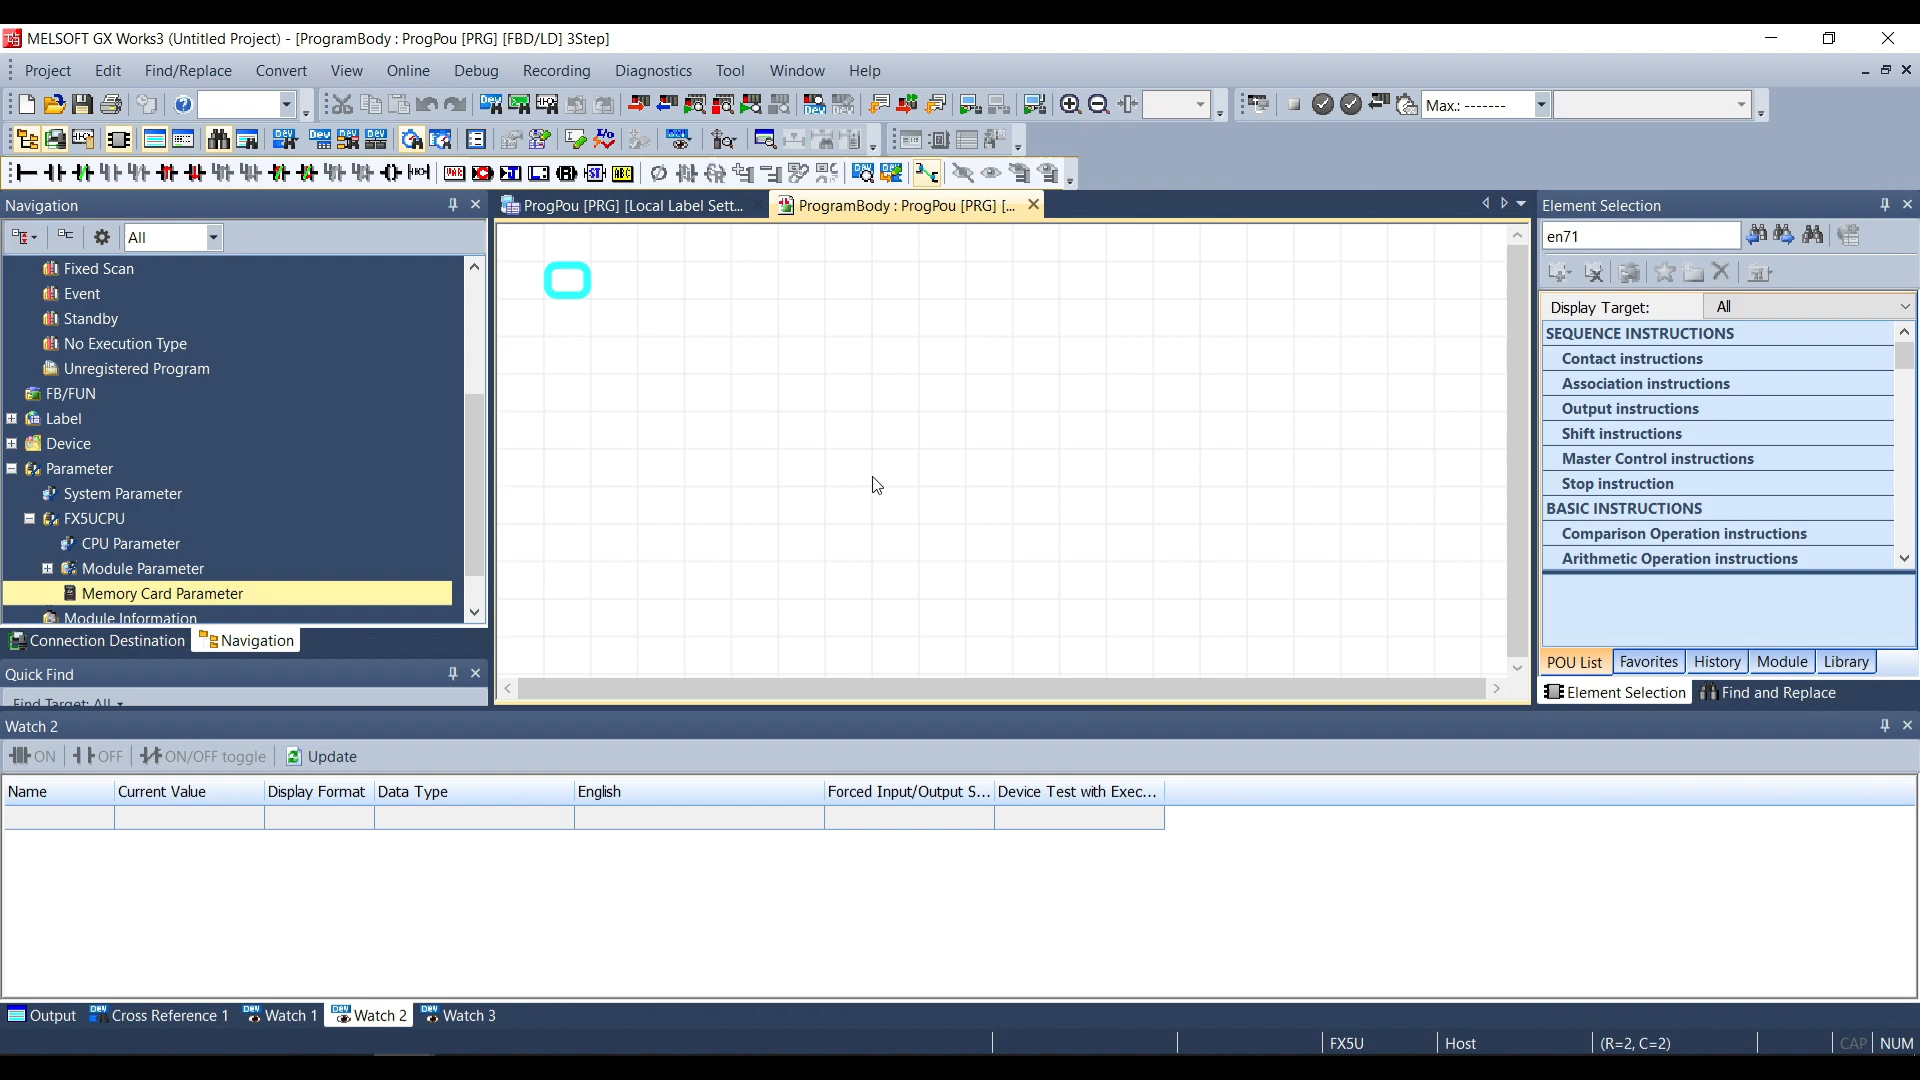 MELSOFT GX Works3 (Untitled Project) - [ProgramBody : ProgPou [PRG] [FBD/LD] 3Step]
Project Edit Find/Replace Convert View Online Debug Recording Diagnostics Tool Window Help
Max.: -------
Navigation
All
Fixed Scan
Event
Standby
No Execution Type
Unregistered Program
FB/FUN
Label
Device
Parameter
System Parameter
FX5UCPU
CPU Parameter
Module Parameter
Memory Card Parameter
Module Information
Connection Destination Navigation
Quick Find
Find Target: All
ProgPou [PRG] [Local Label Sett... ProgramBody : ProgPou [PRG] [...
Element Selection
en71
Display Target: All
SEQUENCE INSTRUCTIONS
Contact instructions
Association instructions
Output instructions
Shift instructions
Master Control instructions
Stop instruction
BASIC INSTRUCTIONS
Comparison Operation instructions
Arithmetic Operation instructions
POU List Favorites History Module Library
Element Selection Find and Replace
Watch 2
ON OFF ON/OFF toggle Update
Name Current Value Display Format Data Type English Forced Input/Output S... Device Test with Exec...
Output Cross Reference 1 Watch 1 Watch 2 Watch 3
FX5U Host (R=2, C=2) CAP NUM